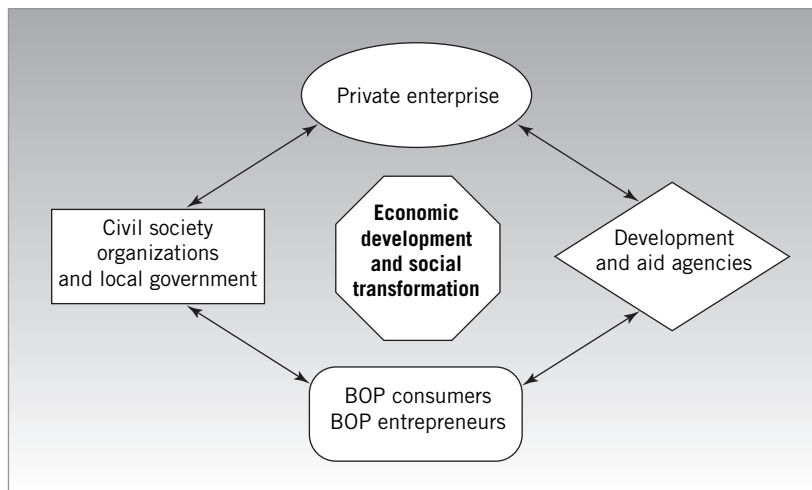 Private enterprise
Civil society
organizations
and local government
Economic
development
and social
transformation
Development
and aid agencies
BOP consumers
BOP entrepreneurs